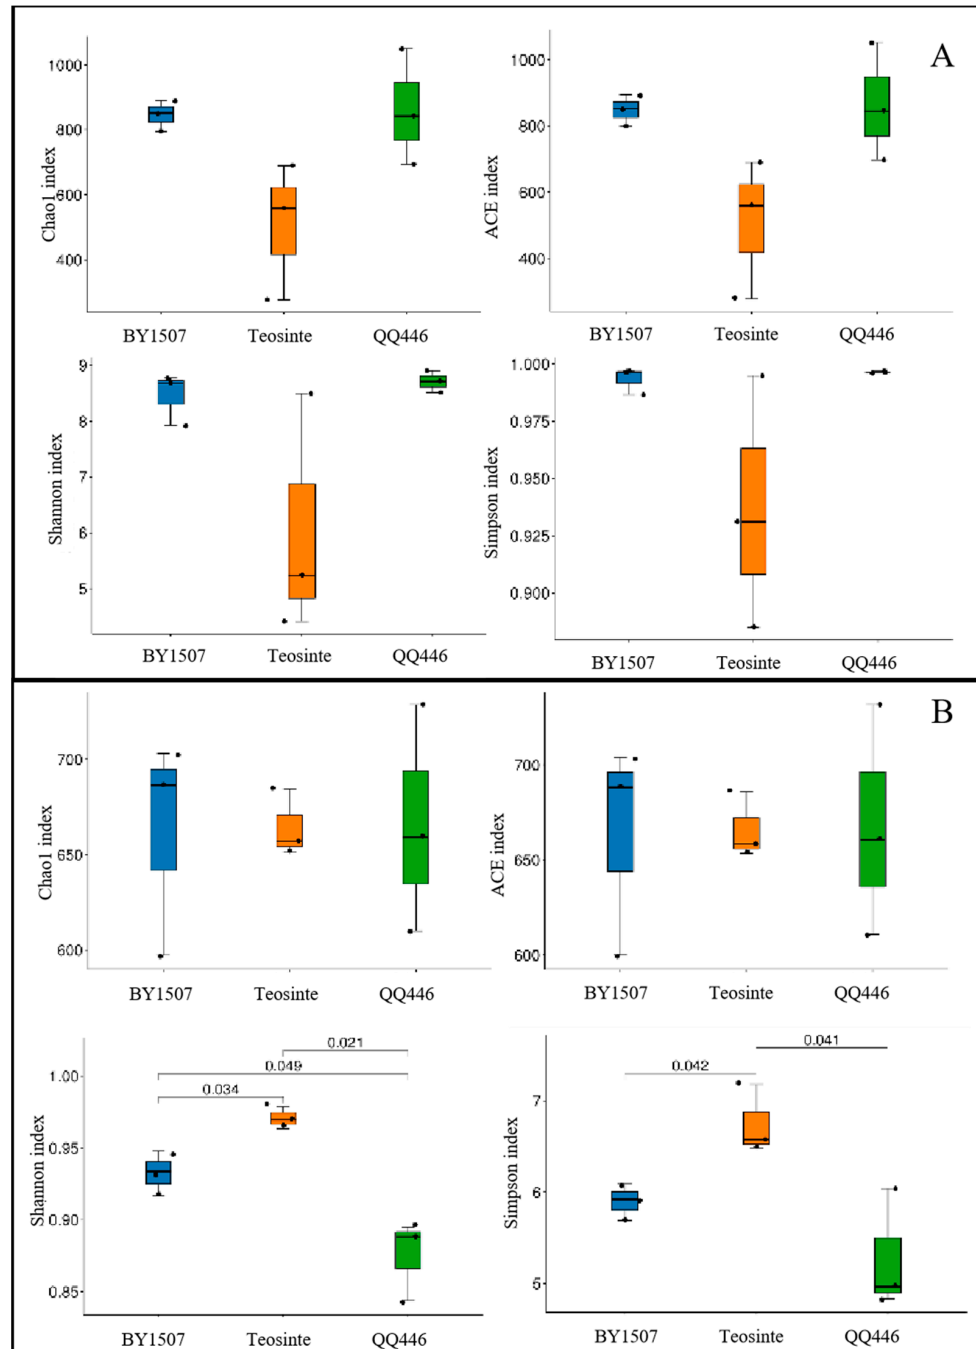 A
Chao1 index
1000
800
600
400
BY1507 Teosinte QQ446
ACE index
1000
800
600
400
BY1507 Teosinte QQ446
Shannon index
9
8
7
6
5
BY1507 Teosinte QQ446
Simpson index
1.000
0.975
0.950
0.925
0.900
BY1507 Teosinte QQ446
B
Chao1 index
700
650
600
BY1507 Teosinte QQ446
ACE index
700
650
600
BY1507 Teosinte QQ446
Shannon index
1.00
0.95
0.90
0.85
0.021
0.049
0.034
BY1507 Teosinte QQ446
Simpson index
7
6
5
0.041
0.042
BY1507 Teosinte QQ446